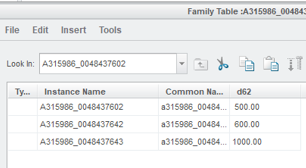 Family Table :A315986_004843
File Edit Insert Tools
Look In: A315986_0048437602
Ty... Instance Name Common Na... d62
A315986_0048437602 a315986_00484... 500.00
A315986_0048437642 a315986_00484... 600.00
A315986_0048437643 a315986_00484... 1000.00